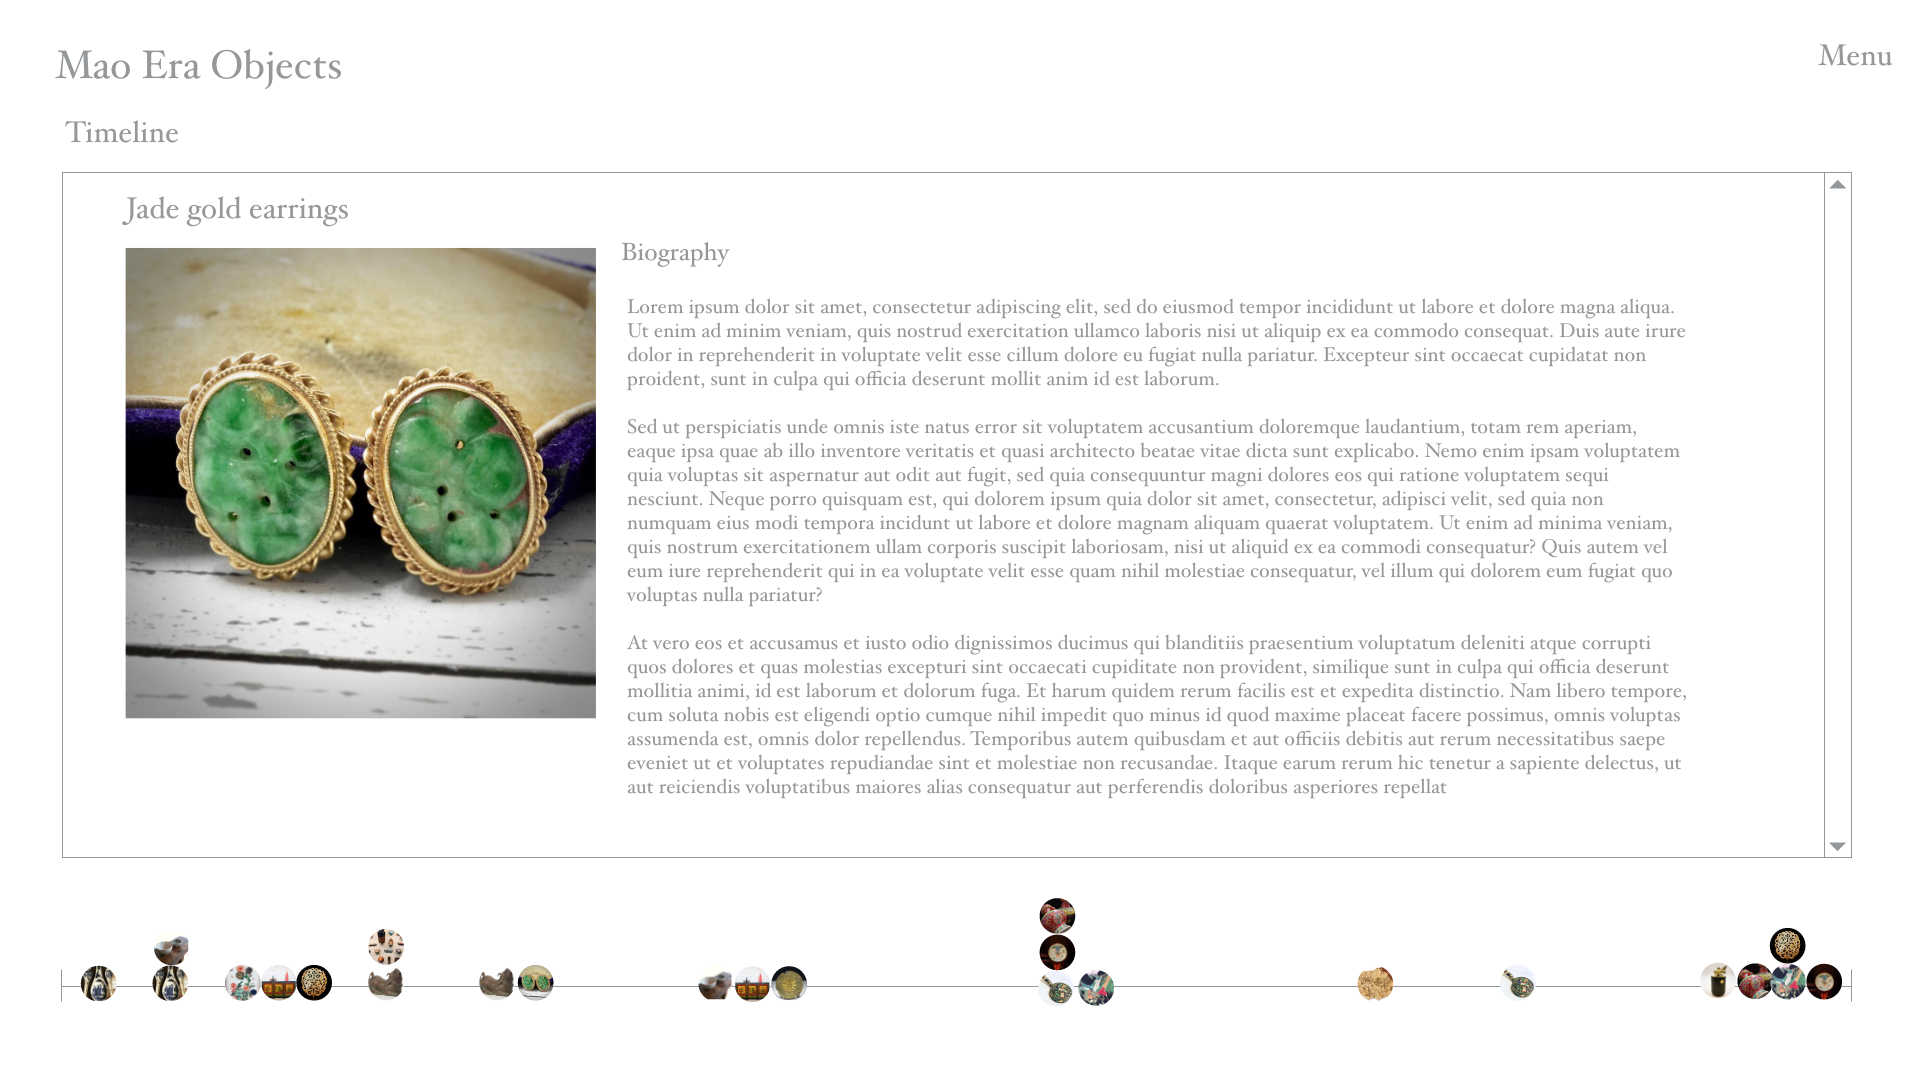 Mao Era Objects
Menu
Timeline
Jade gold earrings
Biography
Lorem ipsum dolor sit amet, consectetur adipiscing elit, sed do eiusmod tempor incididunt ut labore et dolore magna aliqua.
Ut enim ad minim veniam, quis nostrud exercitation ullamco laboris nisi ut aliquip ex ea commodo consequat. Duis aute irure
dolor in reprehenderit in voluptate velit esse cillum dolore eu fugiat nulla pariatur. Excepteur sint occaecat cupidatat non
proident, sunt in culpa qui officia deserunt mollit anim id est laborum.
Sed ut perspiciatis unde omnis iste natus error sit voluptatem accusantium doloremque laudantium, totam rem aperiam,
eaque ipsa quae ab illo inventore veritatis et quasi architecto beatae vitae dicta sunt explicabo. Nemo enim ipsam voluptatem
quia voluptas sit aspernatur aut odit aut fugit, sed quia consequuntur magni dolores eos qui ratione voluptatem sequi
nesciunt. Neque porro quisquam est, qui dolorem ipsum quia dolor sit amet, consectetur, adipisci velit, sed quia non
numquam eius modi tempora incidunt ut labore et dolore magnam aliquam quaerat voluptatem. Ut enim ad minima veniam,
quis nostrum exercitationem ullam corporis suscipit laboriosam, nisi ut aliquid ex ea commodi consequatur? Quis autem vel
eum iure reprehenderit qui in ea voluptate velit esse quam nihil molestiae consequatur, vel illum qui dolorem eum fugiat quo
voluptas nulla pariatur?
At vero eos et accusamus et iusto odio dignissimos ducimus qui blanditiis praesentium voluptatum deleniti atque corrupti
quos dolores et quas molestias excepturi sint occaecati cupiditate non provident, similique sunt in culpa qui officia deserunt
mollitia animi, id est laborum et dolorum fuga. Et harum quidem rerum facilis est et expedita distinctio. Nam libero tempore,
cum soluta nobis est eligendi optio cumque nihil impedit quo minus id quod maxime placeat facere possimus, omnis voluptas
assumenda est, omnis dolor repellendus. Temporibus autem quibusdam et aut officiis debitis aut rerum necessitatibus saepe
eveniet ut et voluptates repudiandae sint et molestiae non recusandae. Itaque earum rerum hic tenetur a sapiente delectus, ut
aut reiciendis voluptatibus maiores alias consequatur aut perferendis doloribus asperiores repellat